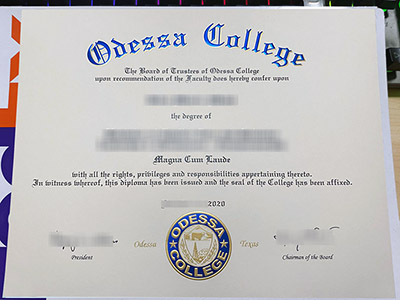 Odessa College
The Board of Trustees of Odessa College
upon recommendation of the Faculty does hereby confer upon
the degree of
Magna Cum Laude
with all the rights, privileges and responsibilities appertaining thereto.
In witness whereof, this diploma has been issued and the seal of the College has been affixed.
2020
Odessa
ODESSA
COLLEGE
Texas
President
Chairman of the Board